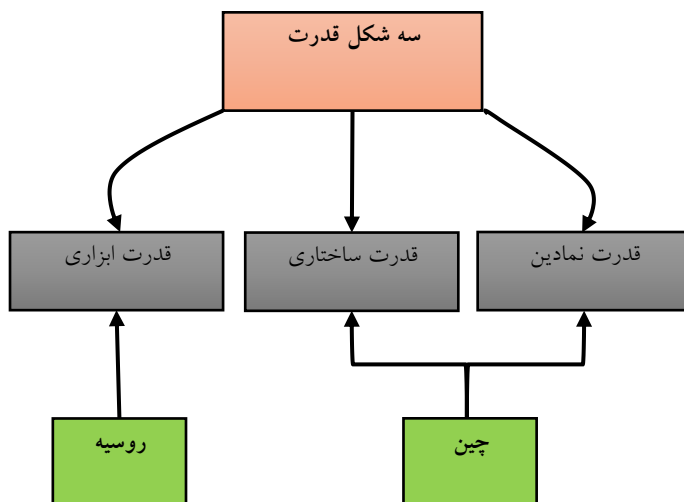 سه شکل قدرت
قدرت نمادین
قدرت ساختاری
قدرت ابزاری
چین
روسیه